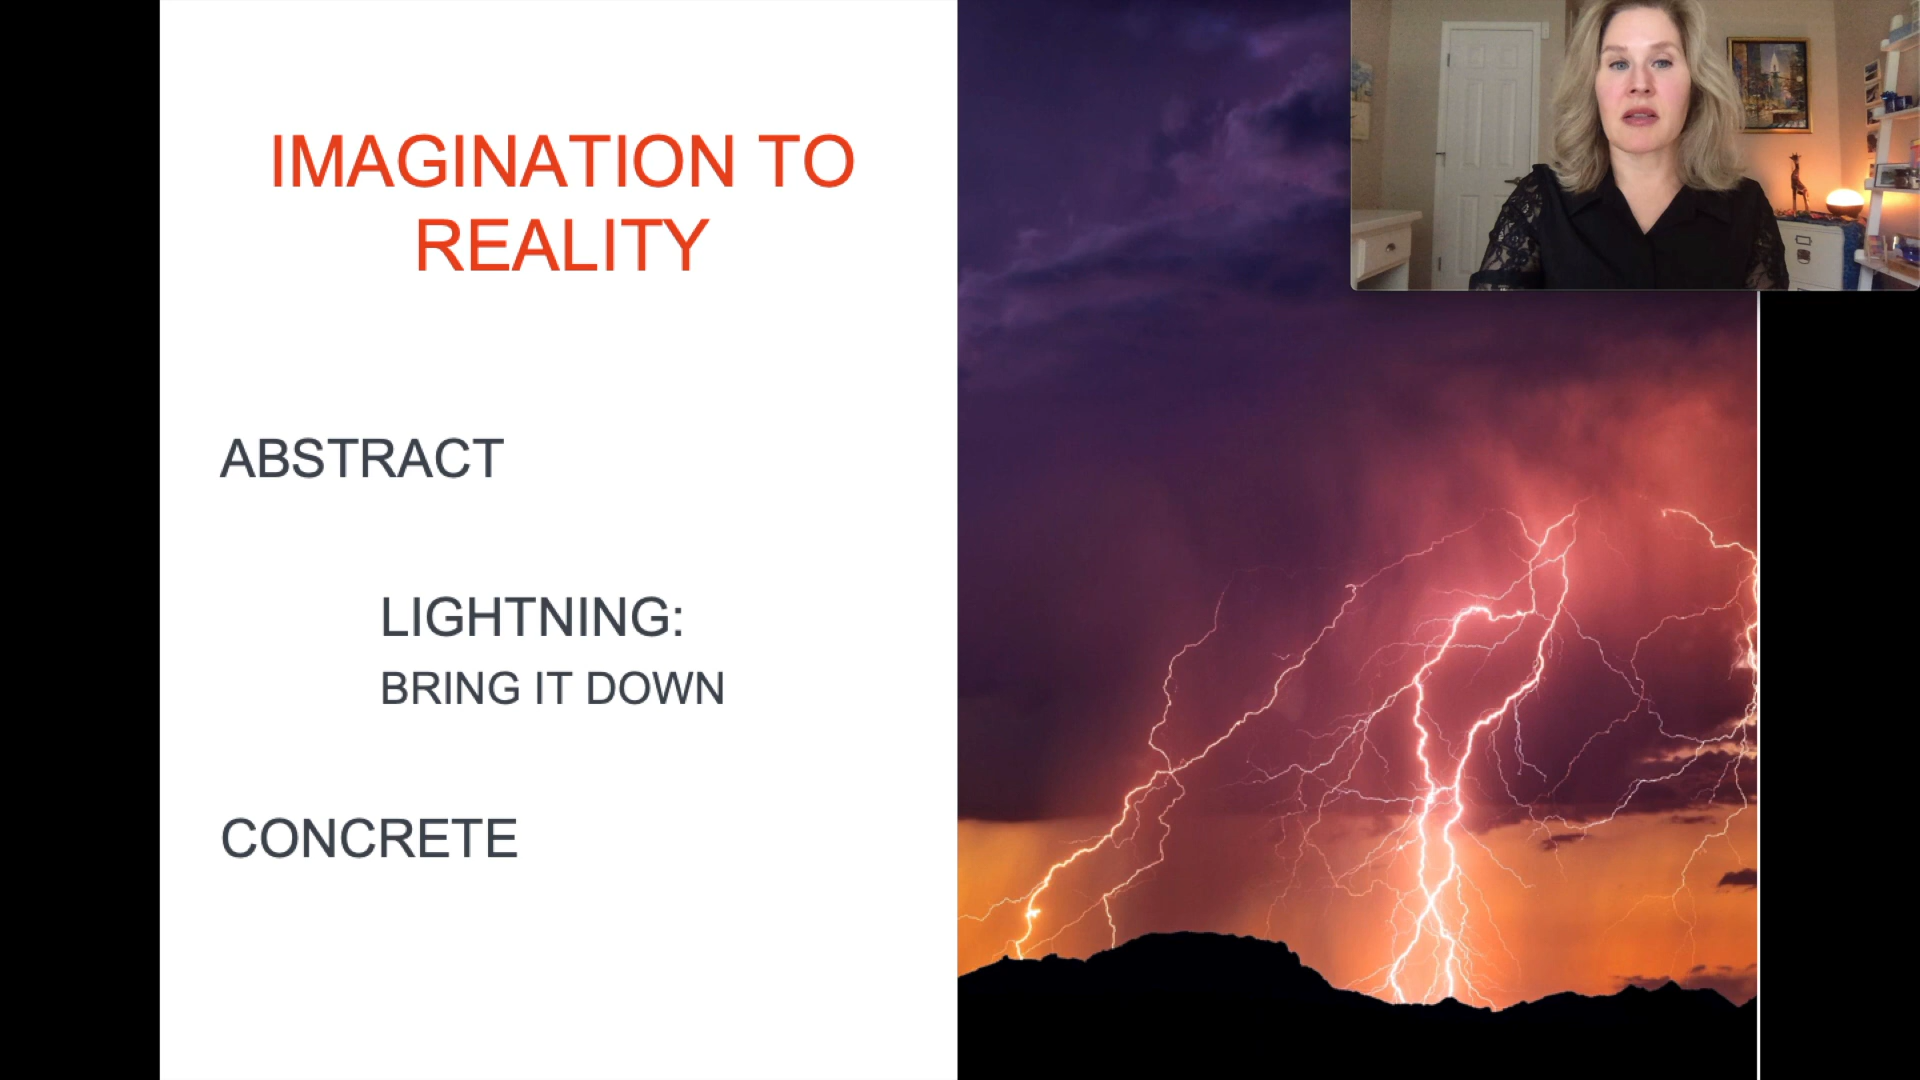 IMAGINATION TO
REALITY
ABSTRACT
LIGHTNING:
BRING IT DOWN
CONCRETE